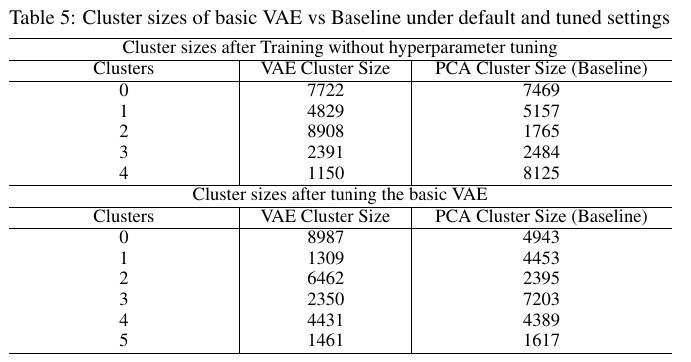 Table 5: Cluster sizes of basic VAE vs Baseline under default and tuned settings
Cluster sizes after Training without hyperparameter tuning
Clusters VAE Cluster Size PCA Cluster Size (Baseline)
0 7722 7469
1 4829 5157
2 8908 1765
3 2391 2484
4 1150 8125
Cluster sizes after tuning the basic VAE
Clusters VAE Cluster Size PCA Cluster Size (Baseline)
0 8987 4943
1 1309 4453
2 6462 2395
3 2350 7203
4 4431 4389
5 1461 1617